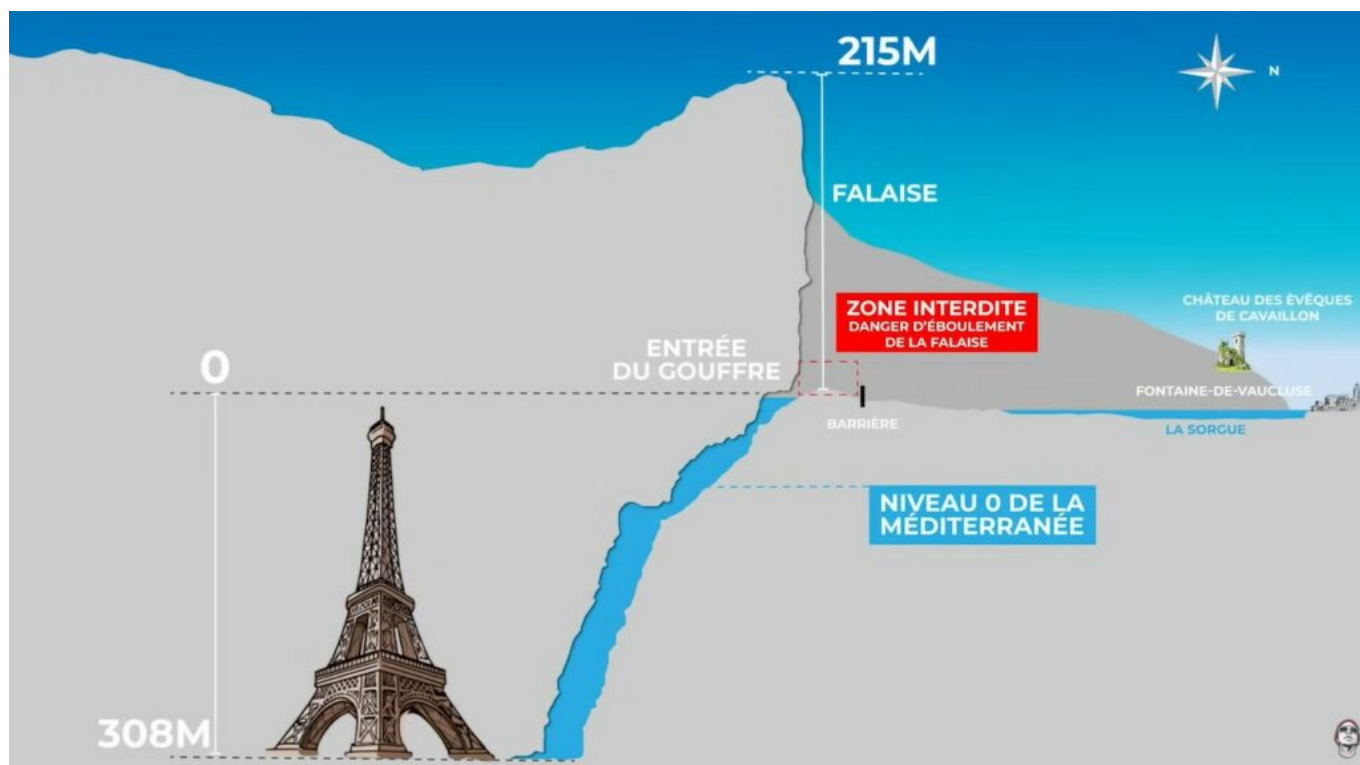 215M
N
FALAISE
CHÂTEAU DES ÉVÊQUES
DE CAVAILLON
ZONE INTERDITE
DANGER D'ÉBOULEMENT
DE LA FALAISE
ENTRÉE
DU GOUFFRE
0
FONTAINE-DE-VAUCLUSE
BARRIÈRE
LA SORGUE
NIVEAU 0 DE LA
MÉDITERRANÉE
308M